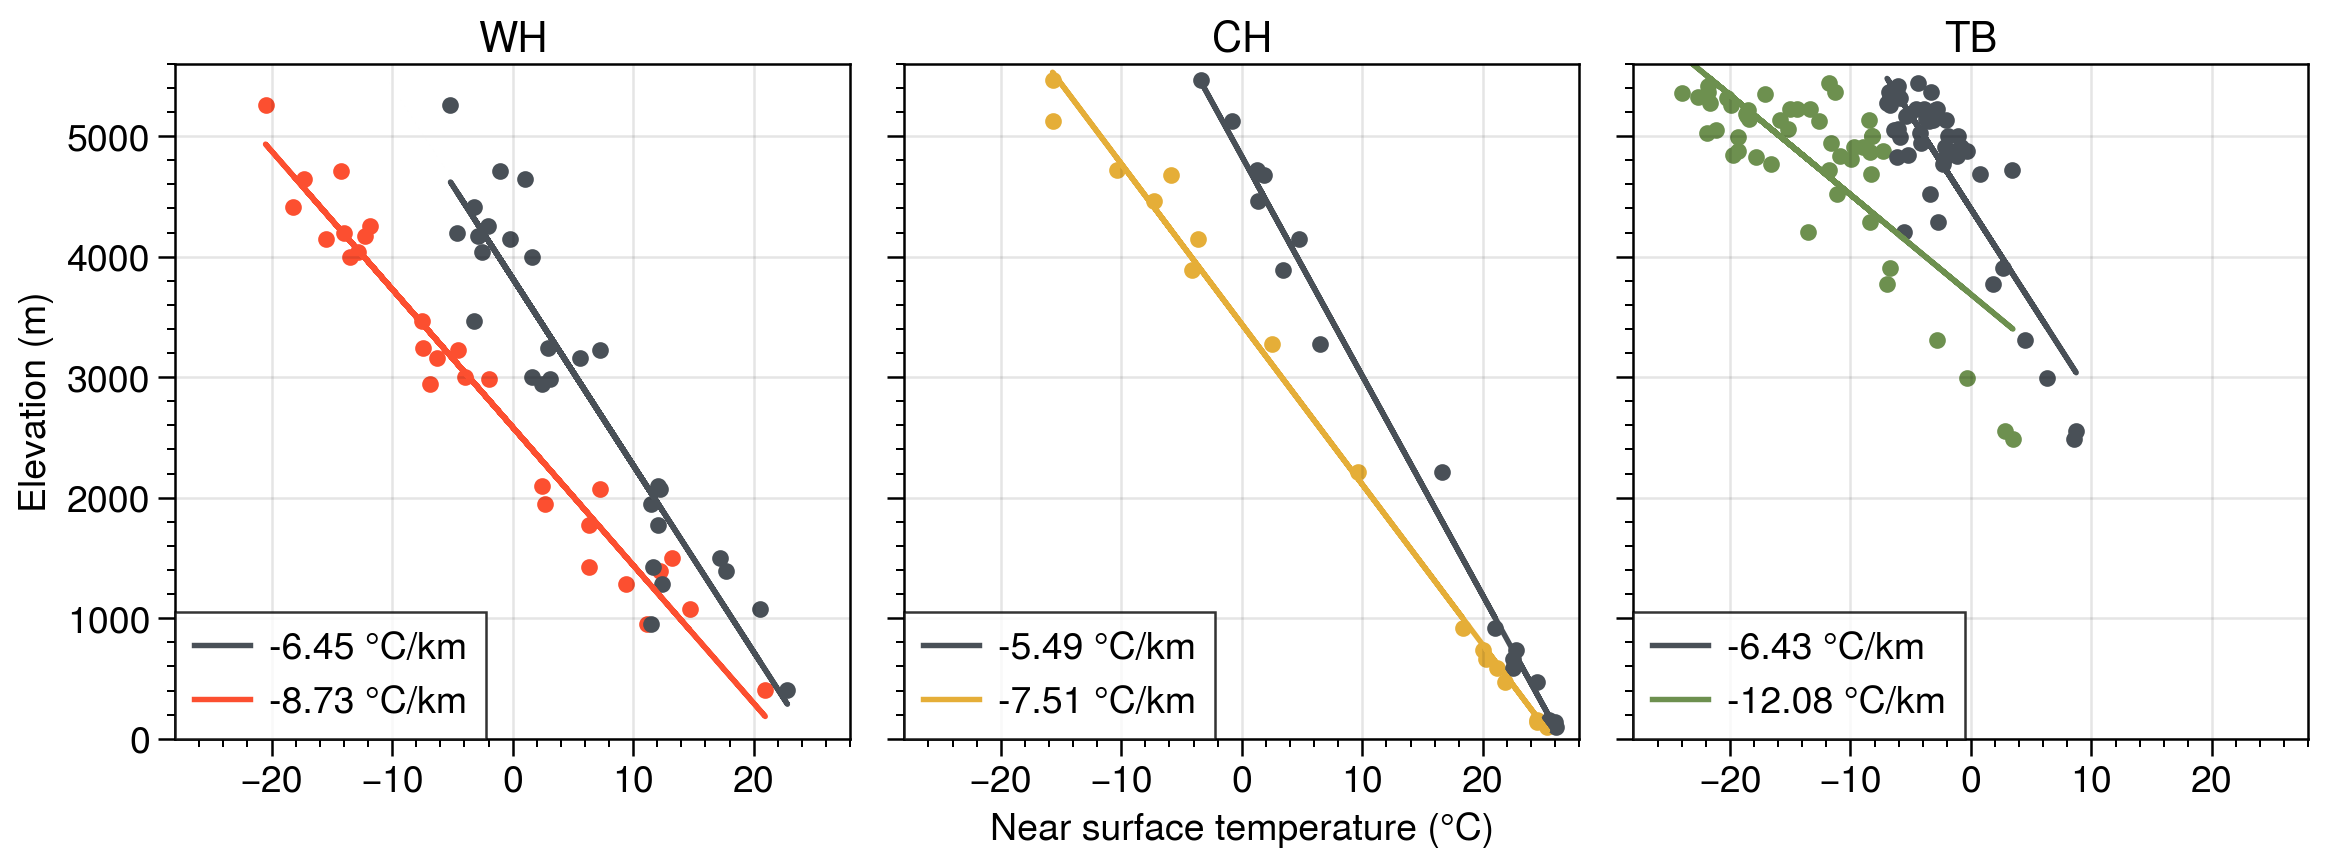 WH CH TB
Elevation (m)
5000
4000
3000
2000
1000
0
-6.45 °C/km
-8.73 °C/km
-5.49 °C/km
-7.51 °C/km
-6.43 °C/km
-12.08 °C/km
−20 −10 0 10 20 −20 −10 0 10 20 −20 −10 0 10 20
Near surface temperature (°C)